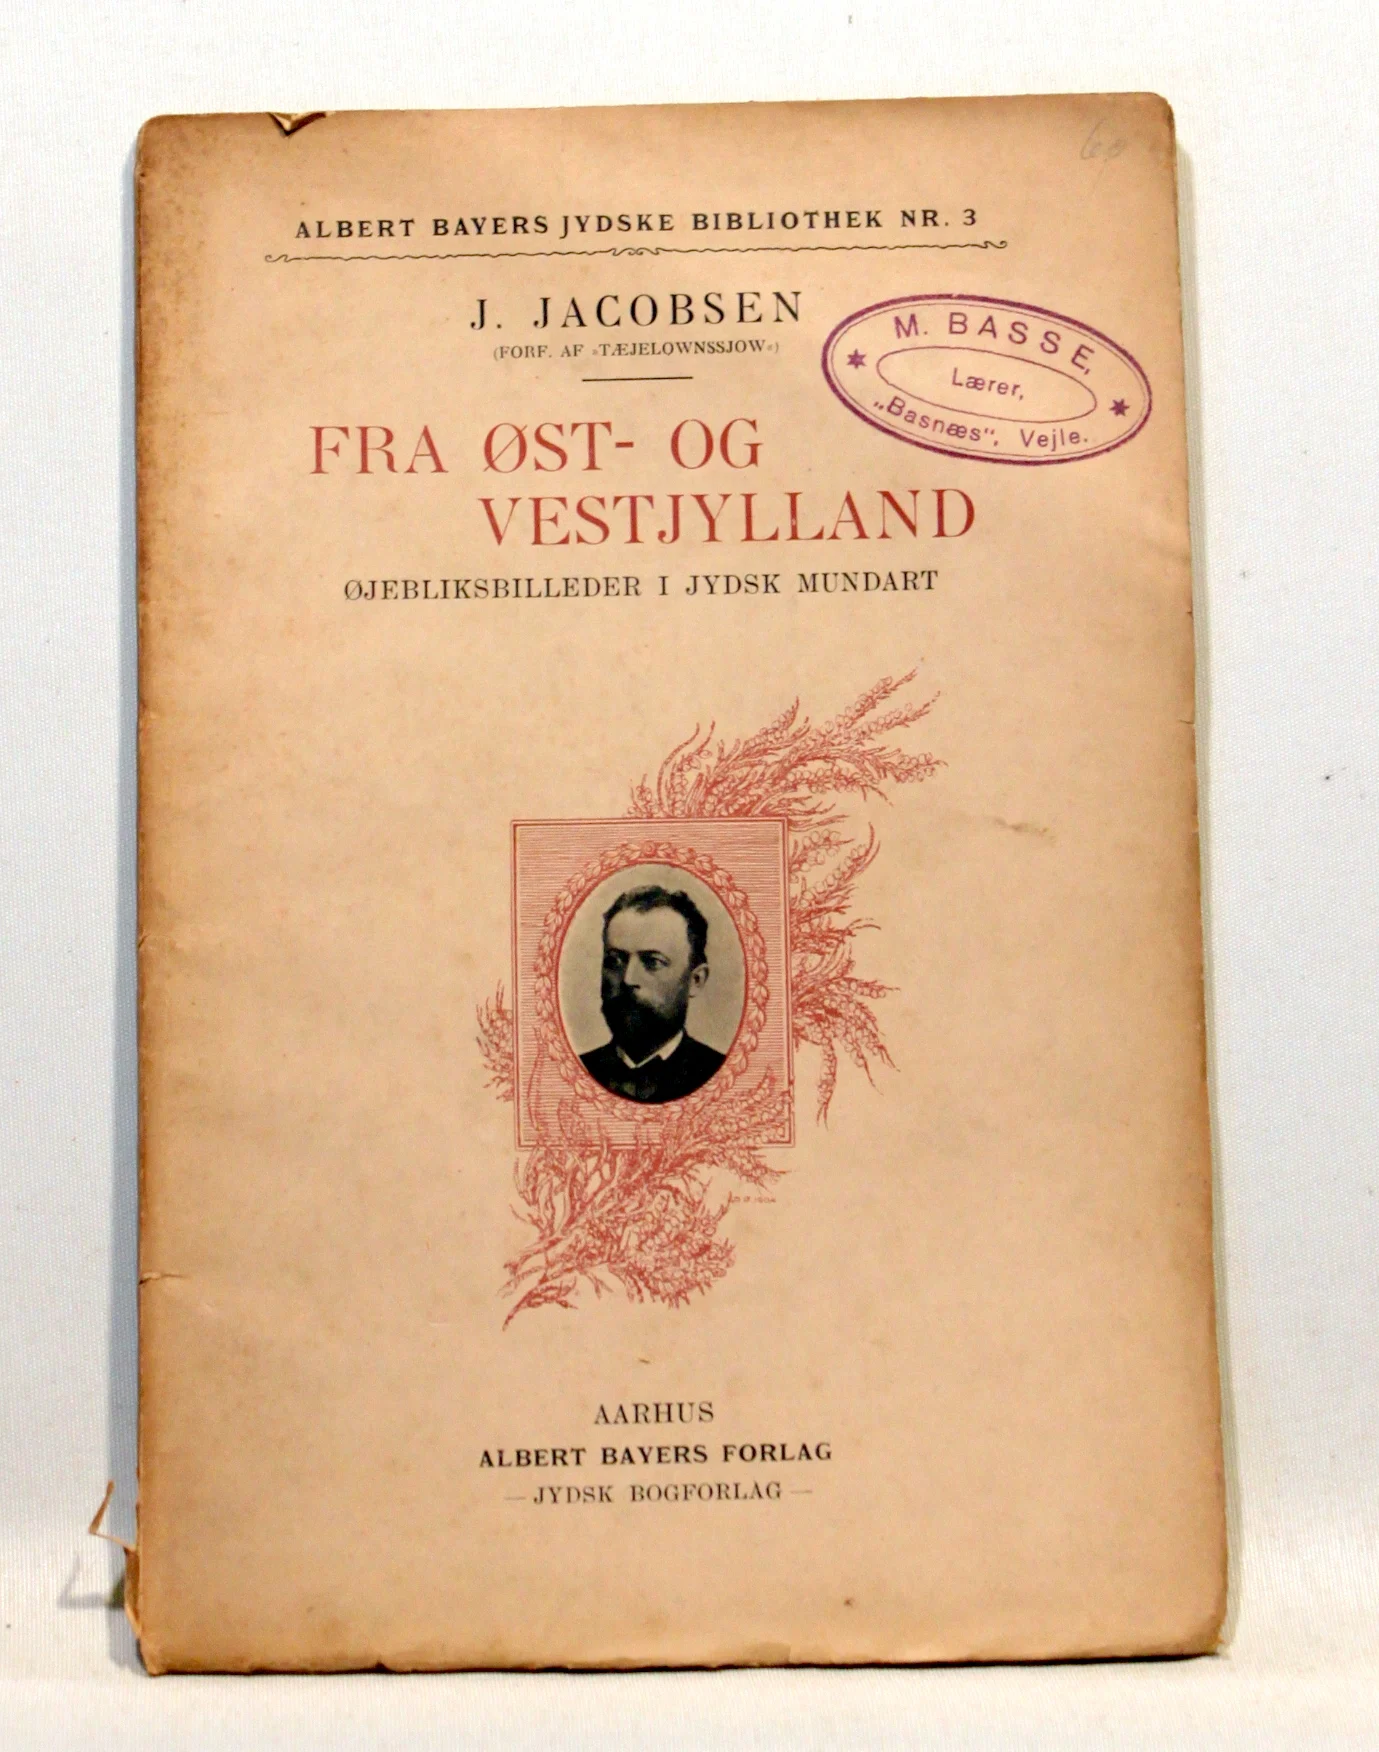 ALBERT BAYERS JYDSKE BIBLIOTHEK NR. 3
J. JACOBSEN
(FORF. AF »TÆJELOWNSSJOW«)
M. BASSE,
Lærer,
„Basnæs“, Vejle.
FRA ØST- OG
VESTJYLLAND
ØJEBLIKSBILLEDER I JYDSK MUNDART
AARHUS
ALBERT BAYERS FORLAG
— JYDSK BOGFORLAG —